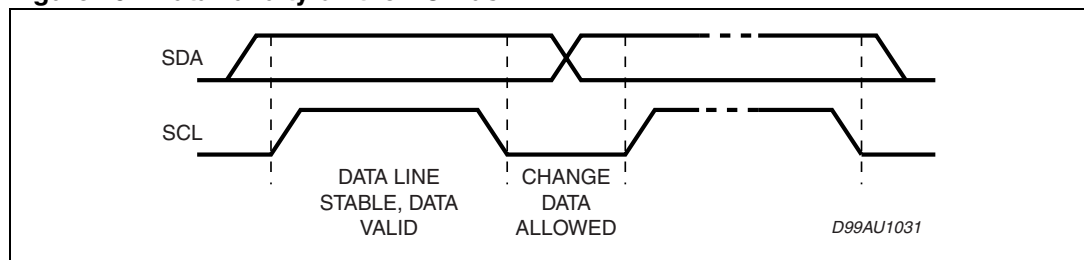 SDA
SCL
DATA LINE
STABLE, DATA
VALID
CHANGE
DATA
ALLOWED
D99AU1031